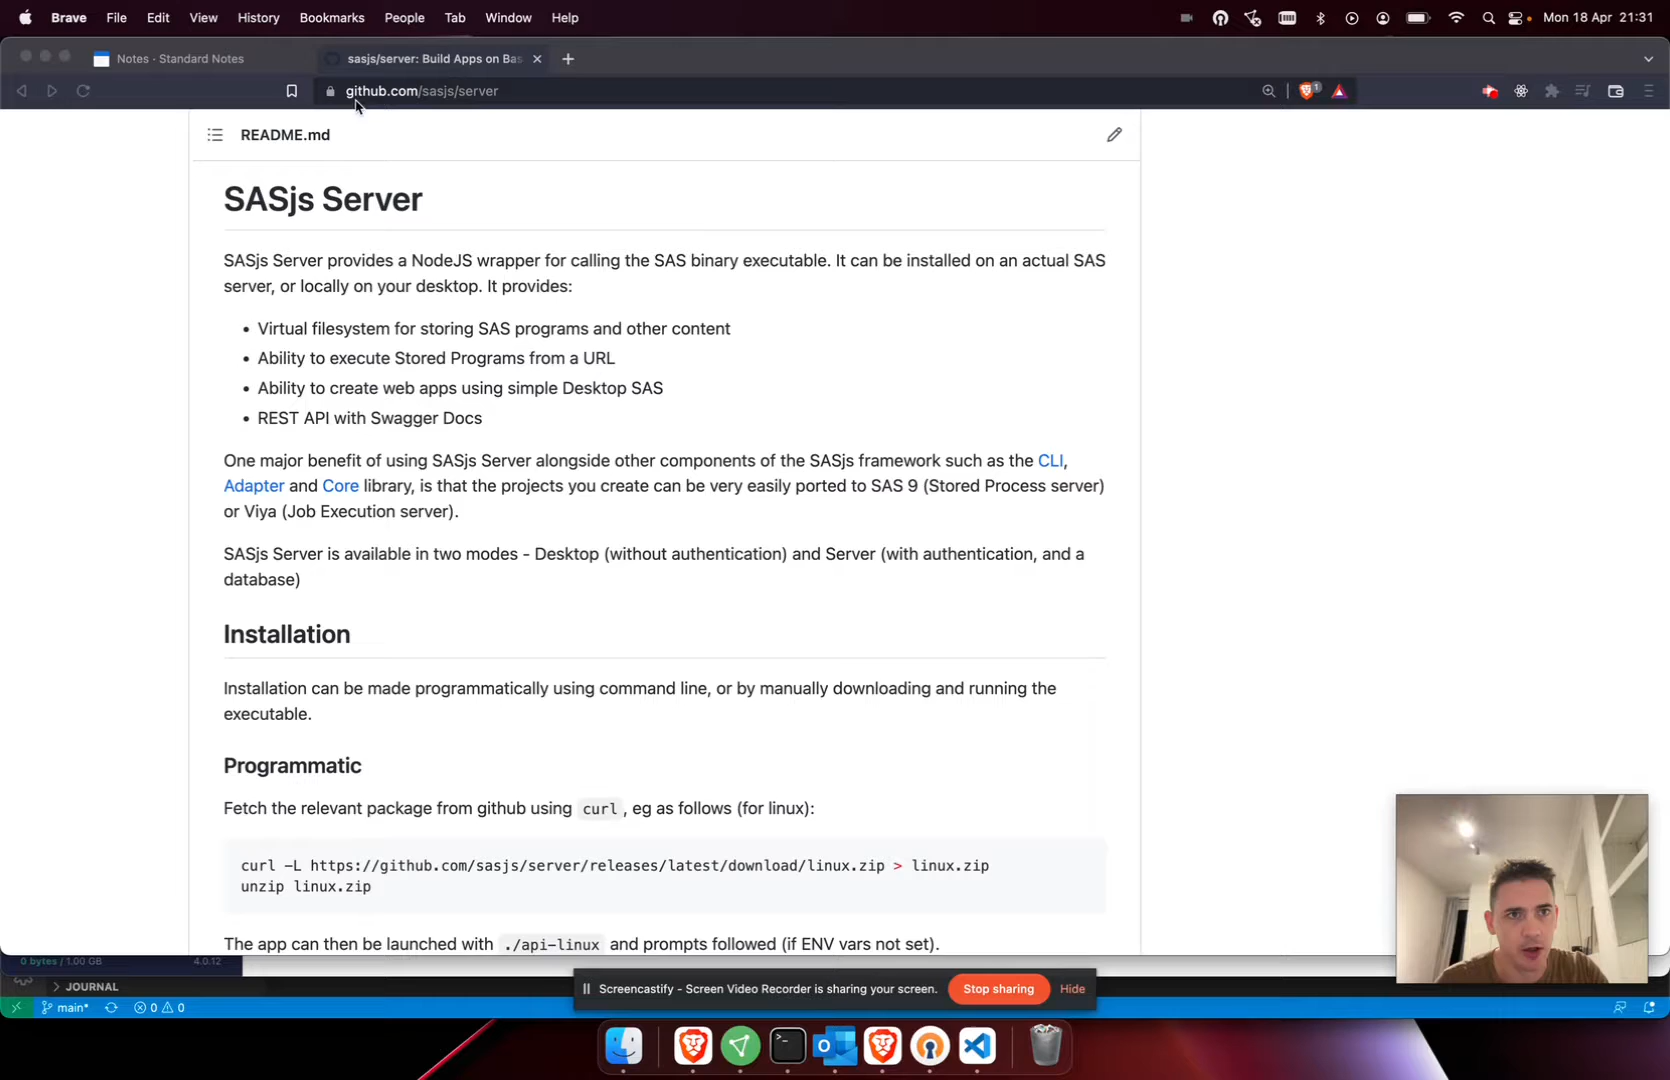 Brave File Edit View History Bookmarks People Tab Window Help Mon 18 Apr 21:31
Notes - Standard Notes sasjs/server: Build Apps on Bas
github.com/sasjs/server 1
README.md
SASjs Server
SASjs Server provides a NodeJS wrapper for calling the SAS binary executable. It can be installed on an actual SAS
server, or locally on your desktop. It provides:
• Virtual filesystem for storing SAS programs and other content
• Ability to execute Stored Programs from a URL
• Ability to create web apps using simple Desktop SAS
• REST API with Swagger Docs
One major benefit of using SASjs Server alongside other components of the SASjs framework such as the CLI,
Adapter and Core library, is that the projects you create can be very easily ported to SAS 9 (Stored Process server)
or Viya (Job Execution server).
SASjs Server is available in two modes - Desktop (without authentication) and Server (with authentication, and a
database)
Installation
Installation can be made programmatically using command line, or by manually downloading and running the
executable.
Programmatic
Fetch the relevant package from github using curl, eg as follows (for linux):
curl -L https://github.com/sasjs/server/releases/latest/download/linux.zip > linux.zip
unzip linux.zip
The app can then be launched with ./api-linux and prompts followed (if ENV vars not set).
0 bytes / 1.00 GB 4.0.12
JOURNAL
Screencastify - Screen Video Recorder is sharing your screen. Stop sharing Hide
main* 0 0